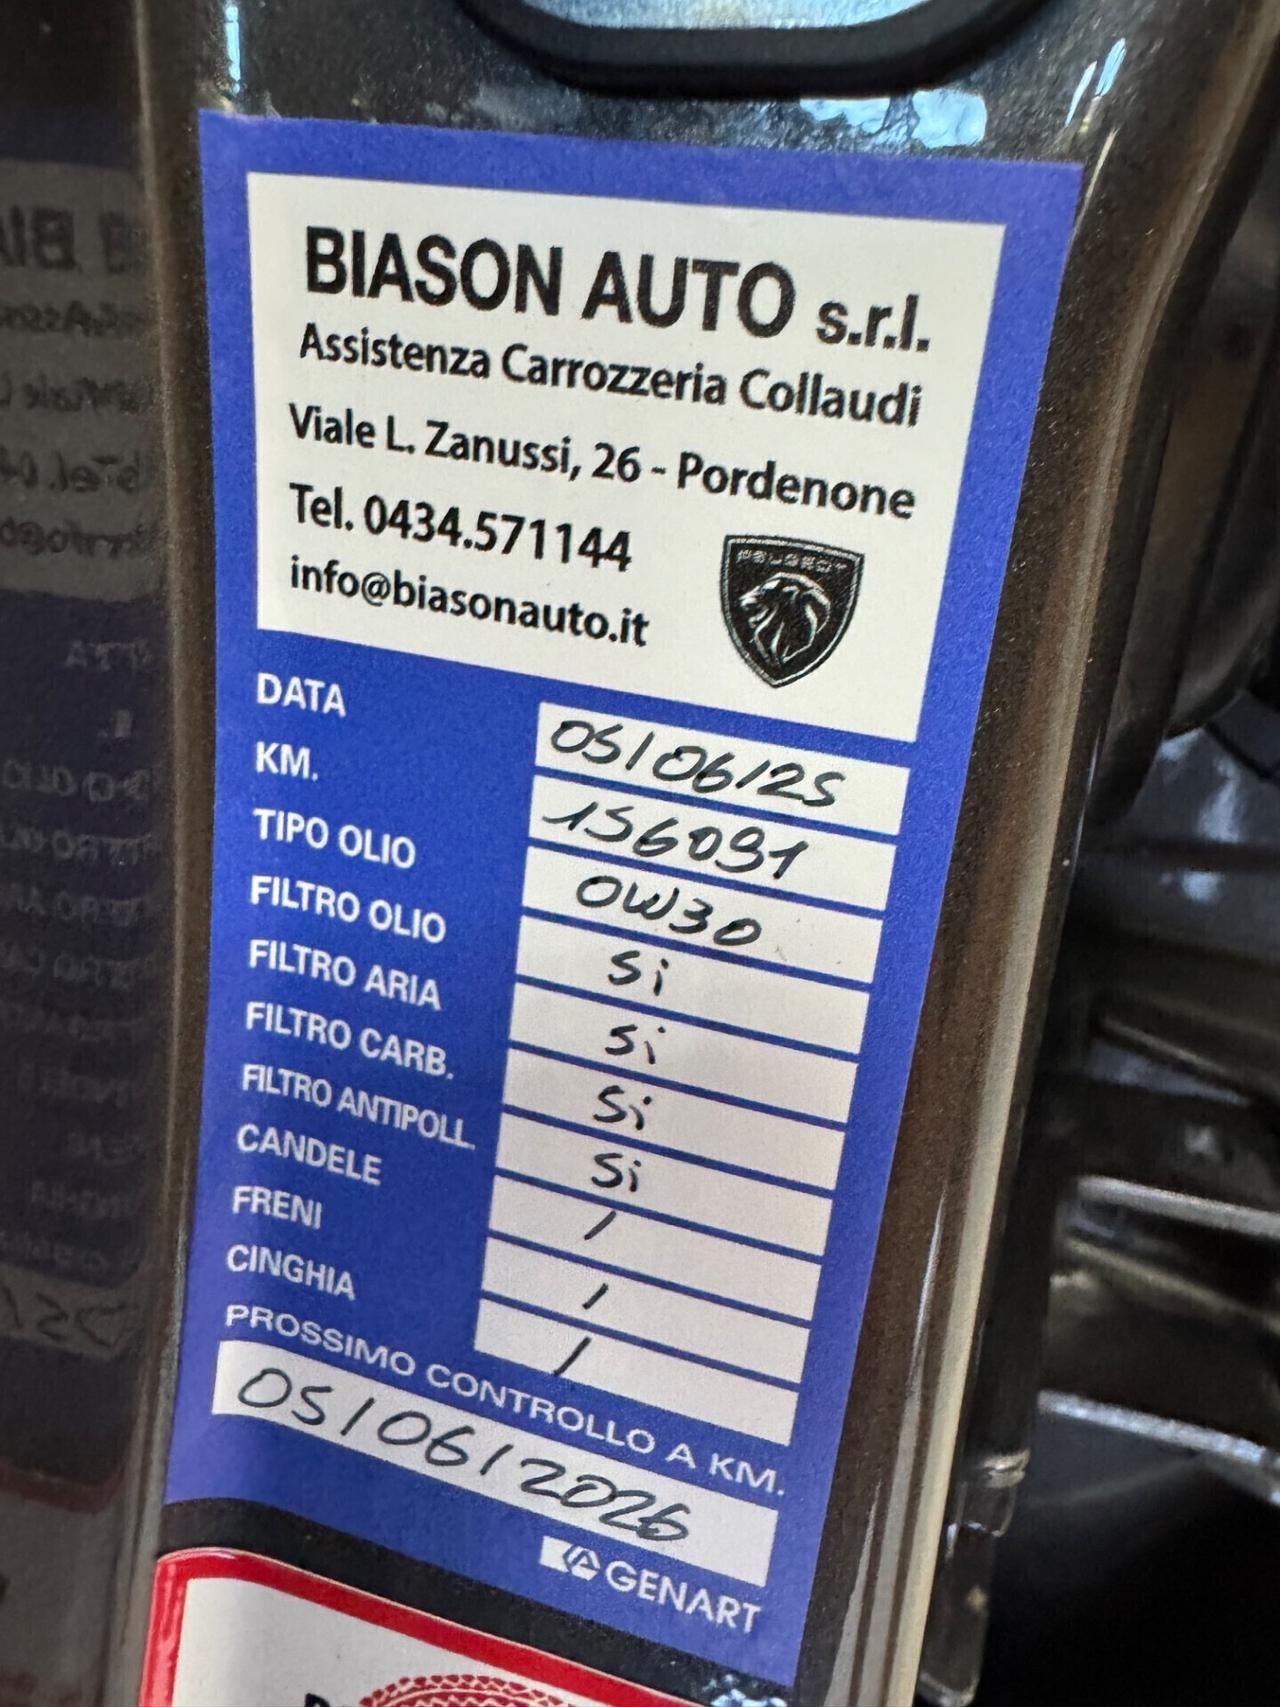 BIASON AUTO s.r.l.
Assistenza Carrozzeria Collaudi
Viale L. Zanussi, 26 - Pordenone
Tel. 0434.571144
info@biasonauto.it
PEUGEOT
DATA 05/06/25
KM. 156091
TIPO OLIO 0W30
FILTRO OLIO Si
FILTRO ARIA Si
FILTRO CARB. Si
FILTRO ANTIPOLL. Si
CANDELE /
FRENI /
CINGHIA /
PROSSIMO CONTROLLO A KM.
05/06/2026
GENART